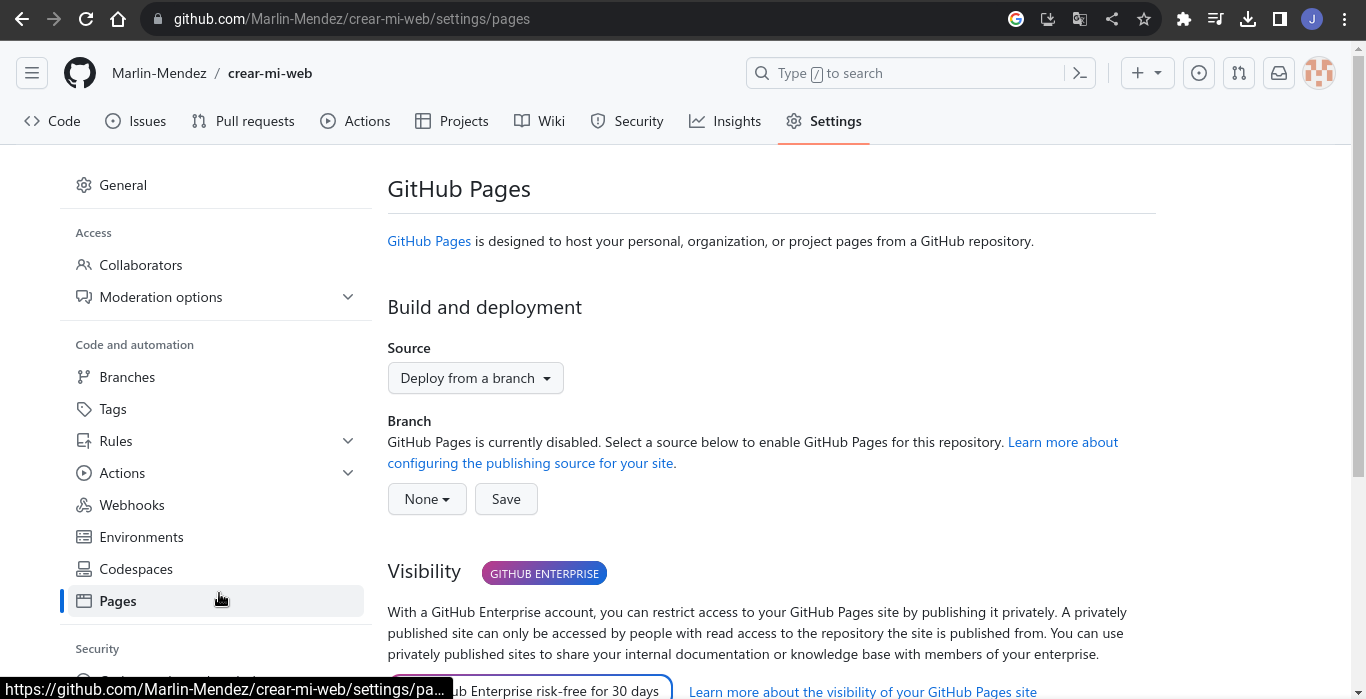 github.com/Marlin-Mendez/crear-mi-web/settings/pages
J
Marlin-Mendez / crear-mi-web
Type / to search
Code Issues Pull requests Actions Projects Wiki Security Insights Settings
General
Access
Collaborators
Moderation options
Code and automation
Branches
Tags
Rules
Actions
Webhooks
Environments
Codespaces
Pages
Security
GitHub Pages
GitHub Pages is designed to host your personal, organization, or project pages from a GitHub repository.
Build and deployment
Source
Deploy from a branch
Branch
GitHub Pages is currently disabled. Select a source below to enable GitHub Pages for this repository. Learn more about
configuring the publishing source for your site.
None Save
Visibility GITHUB ENTERPRISE
With a GitHub Enterprise account, you can restrict access to your GitHub Pages site by publishing it privately. A privately
published site can only be accessed by people with read access to the repository the site is published from. You can use
privately published sites to share your internal documentation or knowledge base with members of your enterprise.
ub Enterprise risk-free for 30 days Learn more about the visibility of your GitHub Pages site
https://github.com/Marlin-Mendez/crear-mi-web/settings/pa...